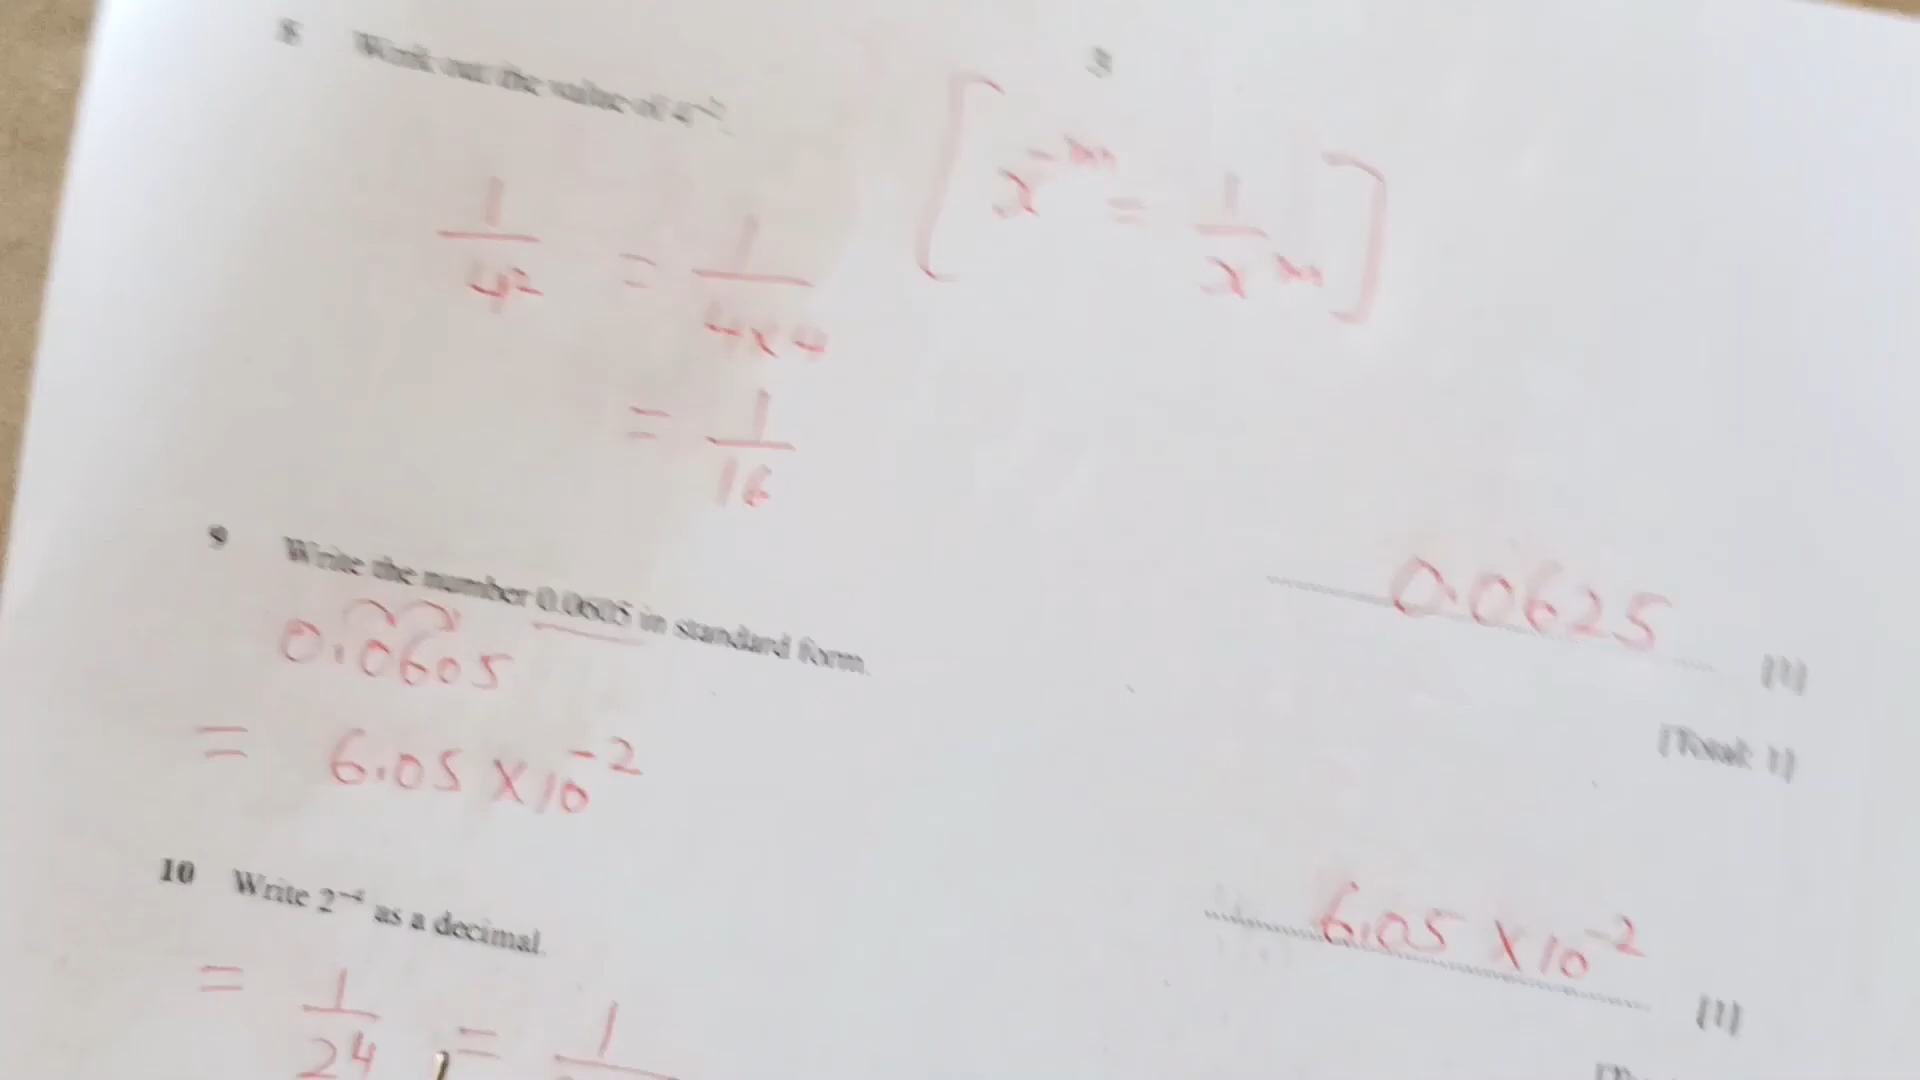 3
8 Work out the value of 4⁻².
[x⁻ᵐ = 1/xᵐ]
1/4² = 1/4×4
= 1/16
0.0625
[1]
[Total: 1]
9 Write the number 0.0605 in standard form.
0.0605
= 6.05 × 10⁻²
6.05 × 10⁻²
[1]
10 Write 2⁻⁴ as a decimal.
= 1/2⁴ = 1